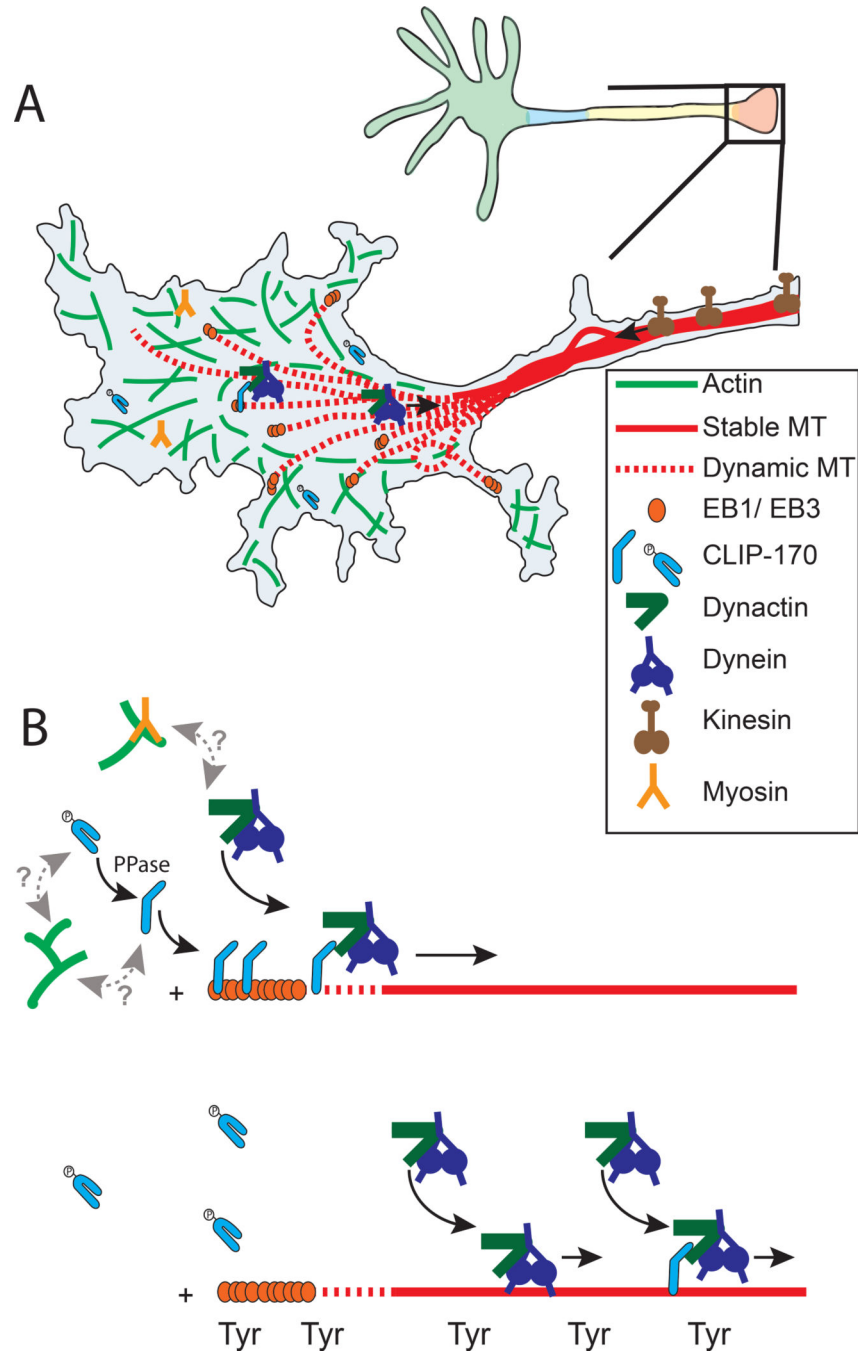 A
Actin
Stable MT
Dynamic MT
EB1/ EB3
P
CLIP-170
Dynactin
Dynein
Kinesin
Myosin
P
P
P
B
?
P
PPase
?
?
+
P
P
P
+
Tyr Tyr Tyr Tyr Tyr